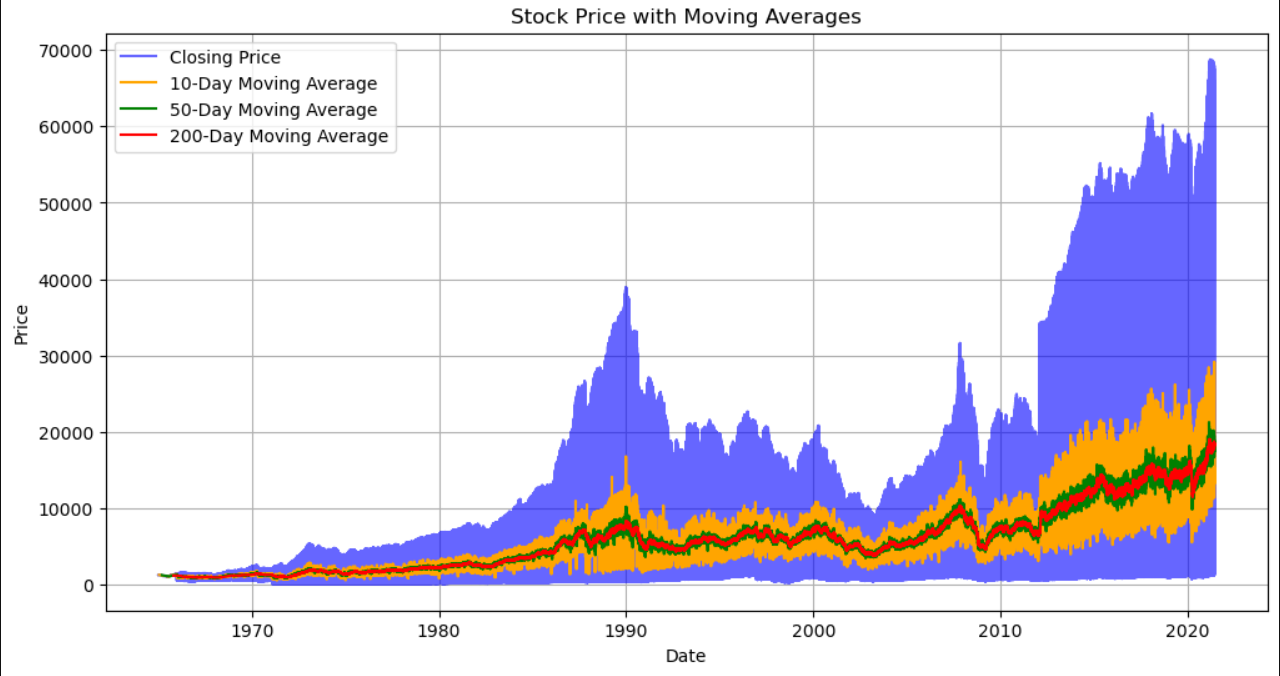 Stock Price with Moving Averages
Closing Price
10-Day Moving Average
50-Day Moving Average
200-Day Moving Average
Price
70000
60000
50000
40000
30000
20000
10000
0
1970 1980 1990 2000 2010 2020
Date